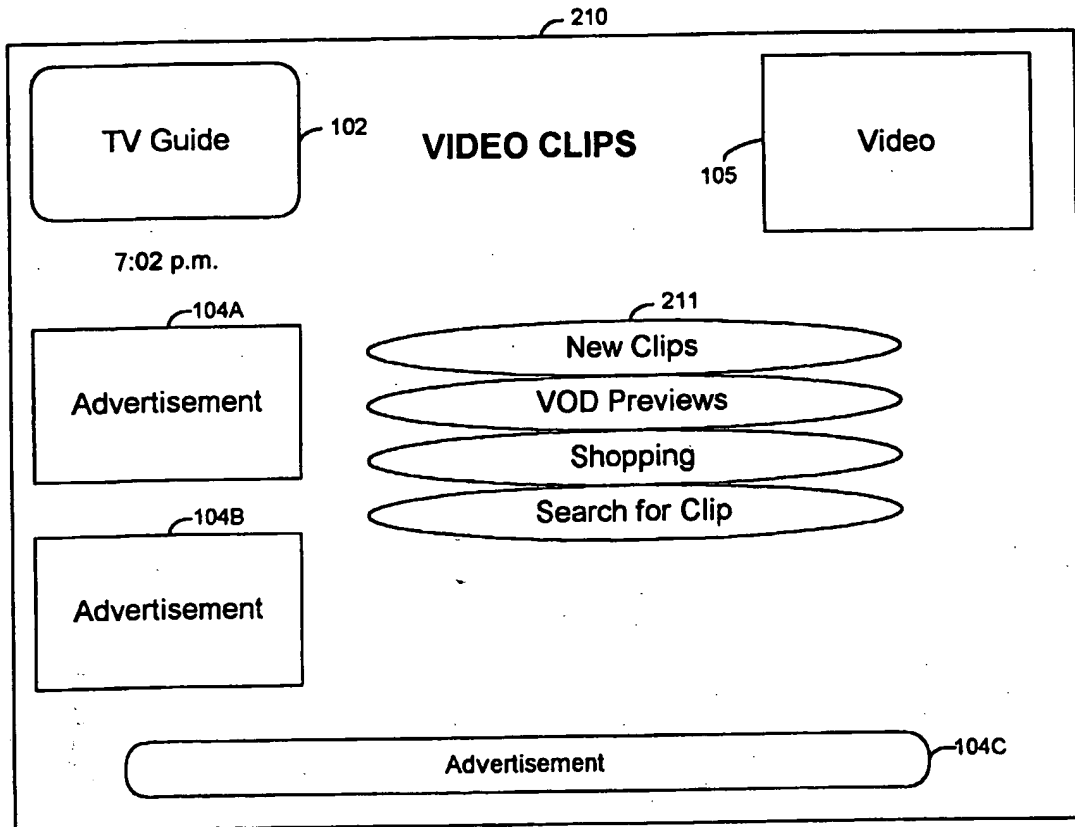 210
TV Guide
102
VIDEO CLIPS
Video
105
7:02 p.m.
104A
Advertisement
211
New Clips
VOD Previews
Shopping
Search for Clip
104B
Advertisement
Advertisement
104C